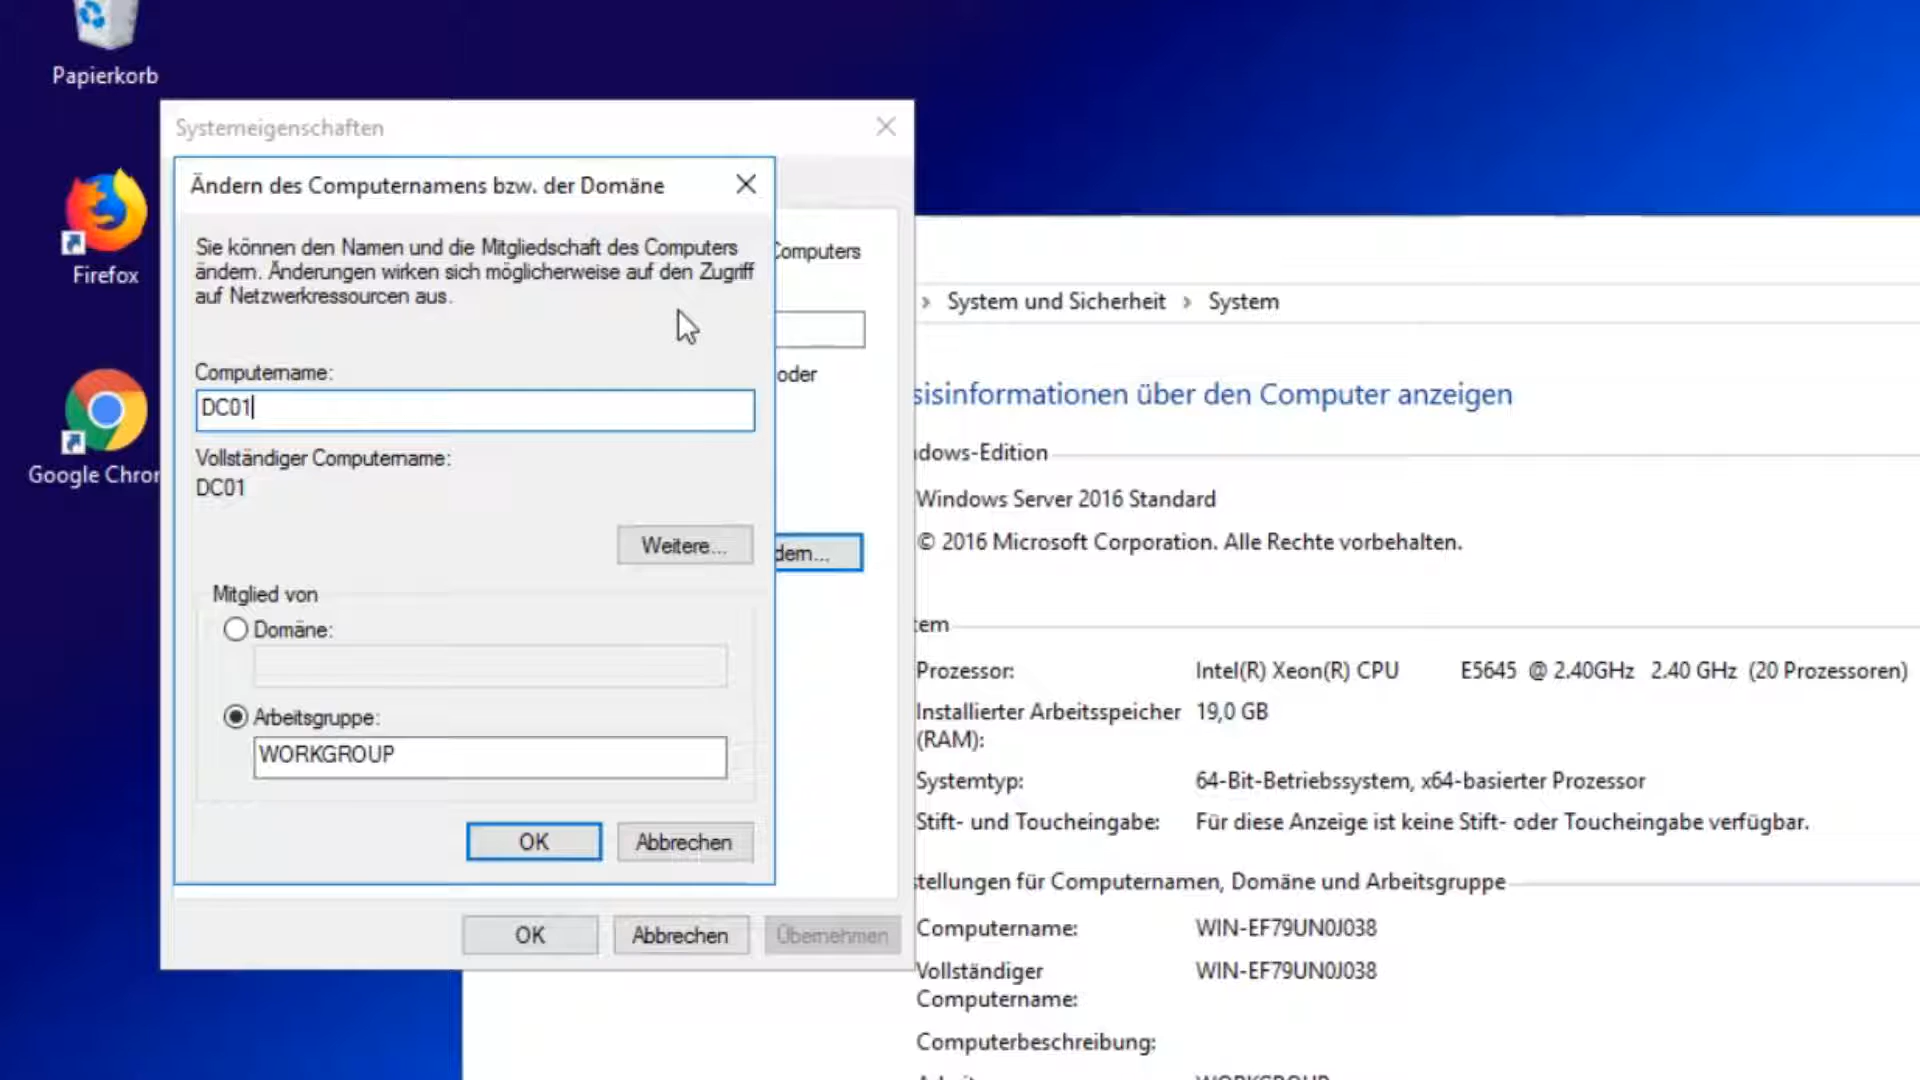 Papierkorb
Firefox
Google Chror
Systemeigenschaften
Ändern des Computernamens bzw. der Domäne
Sie können den Namen und die Mitgliedschaft des Computers
ändern. Änderungen wirken sich möglicherweise auf den Zugriff
auf Netzwerkressourcen aus.
Computername:
DC01
Vollständiger Computername:
DC01
Weitere...
Mitglied von
Domäne:
Arbeitsgruppe:
WORKGROUP
OK Abbrechen
Computers
oder
dem...
OK Abbrechen Übernehmen
› System und Sicherheit › System
sisinformationen über den Computer anzeigen
dows-Edition
Windows Server 2016 Standard
© 2016 Microsoft Corporation. Alle Rechte vorbehalten.
tem
Prozessor: Intel(R) Xeon(R) CPU E5645 @ 2.40GHz 2.40 GHz (20 Prozessoren)
Installierter Arbeitsspeicher 19,0 GB
(RAM):
Systemtyp: 64-Bit-Betriebssystem, x64-basierter Prozessor
Stift- und Toucheingabe: Für diese Anzeige ist keine Stift- oder Toucheingabe verfügbar.
tellungen für Computernamen, Domäne und Arbeitsgruppe
Computername: WIN-EF79UN0J038
Vollständiger WIN-EF79UN0J038
Computername:
Computerbeschreibung:
WORKGROUP